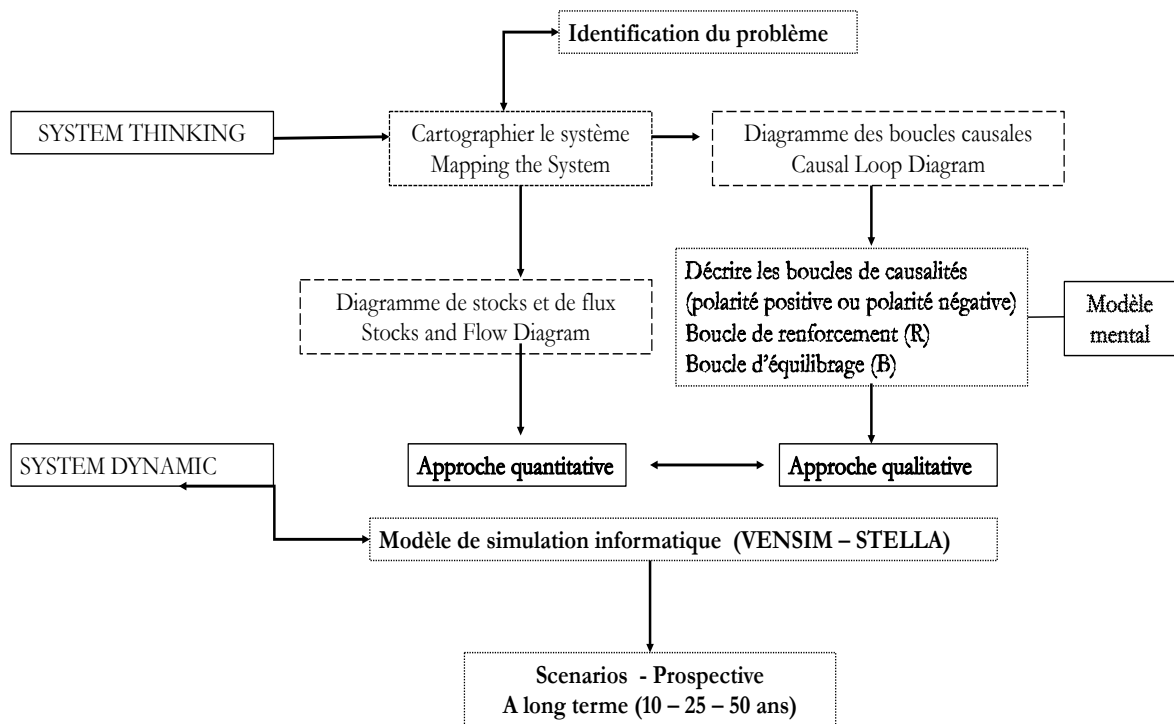 Identification du problème
SYSTEM THINKING
Cartographier le système
Mapping the System
Diagramme des boucles causales
Causal Loop Diagram
Diagramme de stocks et de flux
Stocks and Flow Diagram
Décrire les boucles de causalités
(polarité positive ou polarité négative)
Boucle de renforcement (R)
Boucle d'équilibrage (B)
Modèle
mental
SYSTEM DYNAMIC
Approche quantitative
Approche qualitative
Modèle de simulation informatique (VENSIM – STELLA)
Scenarios - Prospective
A long terme (10 – 25 – 50 ans)